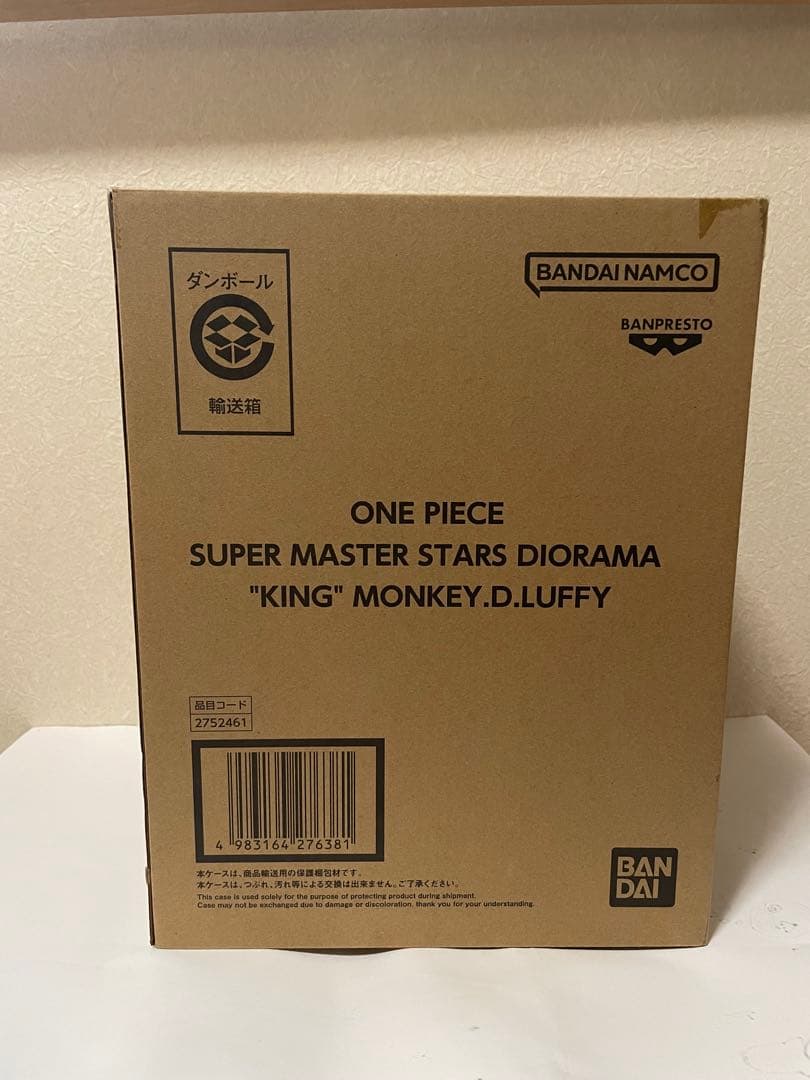 ダンボール
輸送箱
BANDAI NAMCO
BANPRESTO
ONE PIECE
SUPER MASTER STARS DIORAMA
"KING" MONKEY.D.LUFFY
品目コード
2752461
4 983164 276381
本ケースは、商品輸送用の保護梱包材です。
本ケースは、つぶれ、汚れ等による交換は出来ません。ご了承ください。
This case is used solely for the purpose of protecting product during shipment.
Case may not be exchanged due to damage or discoloration, thank you for your understanding.
BAN
DAI